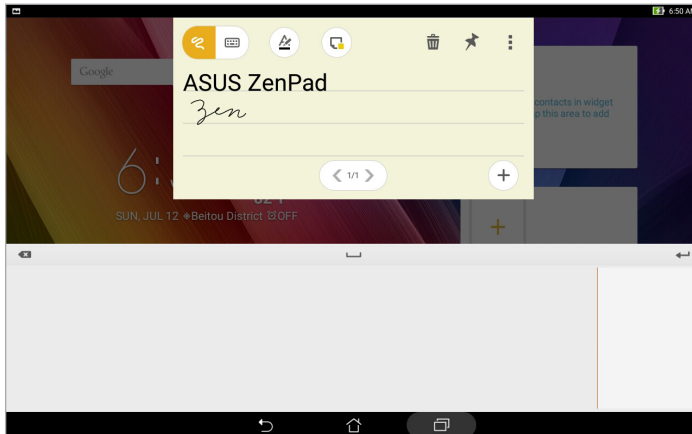 6:50 AM
ASUS ZenPad
Google
zen
contacts in widget
p this area to add
6:
1/1
SUN, JUL 12 Beitou District OFF